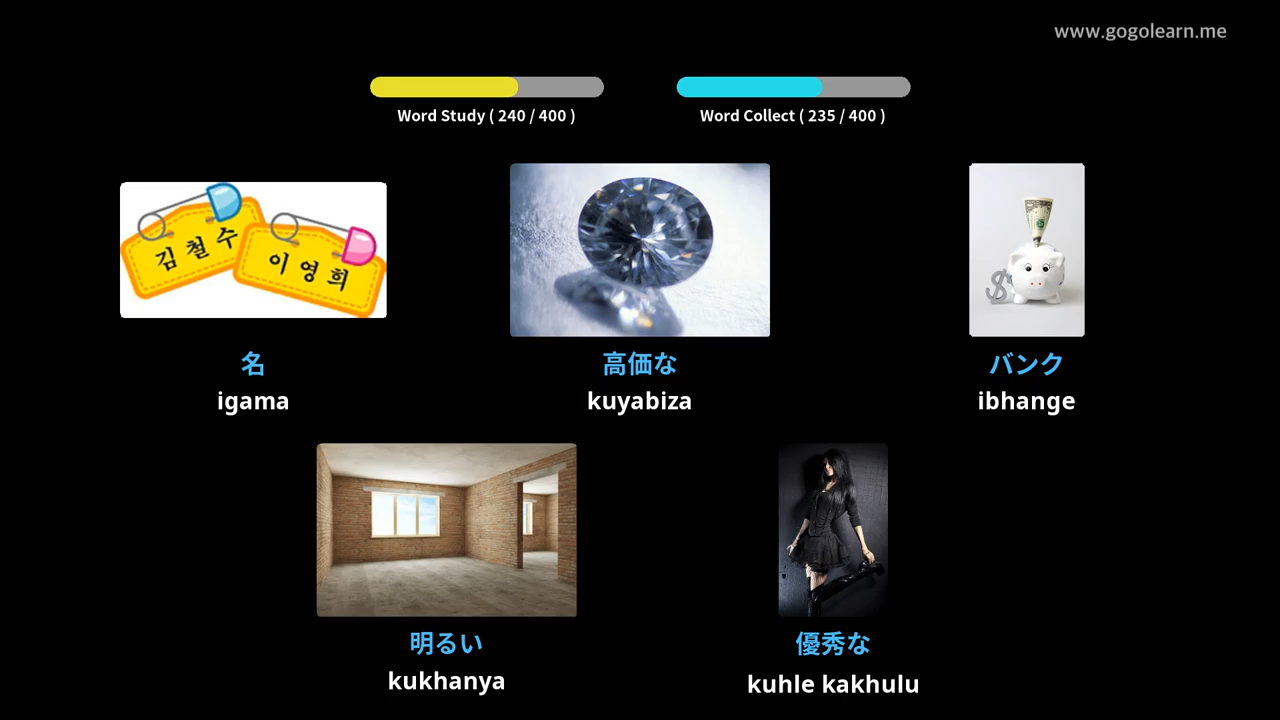 www.gogolearn.me
Word Study ( 240 / 400 )
Word Collect ( 235 / 400 )
김철수
이영희
名
igama
高価な
kuyabiza
バンク
ibhange
明るい
kukhanya
優秀な
kuhle kakhulu